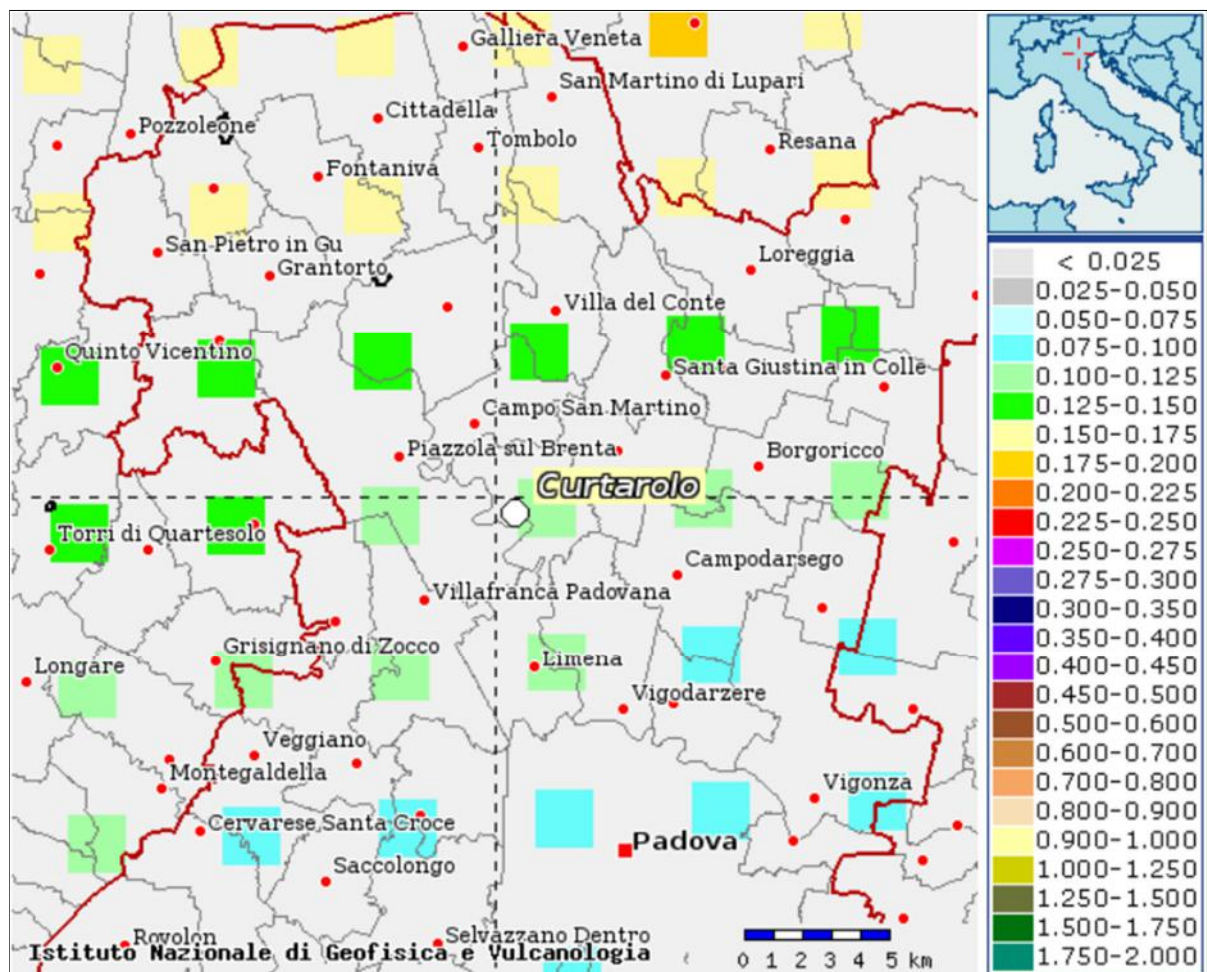 Galliera Veneta
San Martino di Lupari
Cittadella
Pozzoleone
Tombolo
Resana
Fontaniva
San Pietro in Gu
Loreggia
Grantorto
Villa del Conte
Quinto Vicentino
Santa Giustina in Colle
Campo San Martino
Piazzola sul Brenta
Borgoricco
Curtarolo
Torri di Quartesolo
Campodarsego
Villafranca Padovana
Grisignano di Zocco
Limena
Longare
Vigodarzere
Veggiano
Montegaldella
Vigonza
Cervarese Santa Croce
Padova
Saccolongo
Rovolon
Selvazzano Dentro
Istituto Nazionale di Geofisica e Vulcanologia
0 1 2 3 4 5 km
< 0.025
0.025-0.050
0.050-0.075
0.075-0.100
0.100-0.125
0.125-0.150
0.150-0.175
0.175-0.200
0.200-0.225
0.225-0.250
0.250-0.275
0.275-0.300
0.300-0.350
0.350-0.400
0.400-0.450
0.450-0.500
0.500-0.600
0.600-0.700
0.700-0.800
0.800-0.900
0.900-1.000
1.000-1.250
1.250-1.500
1.500-1.750
1.750-2.000